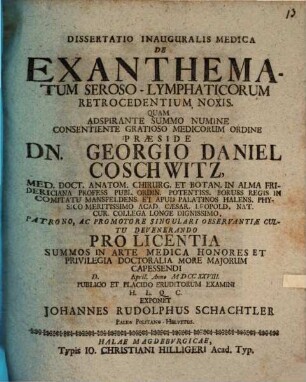 13
DISSERTATIO INAUGURALIS MEDICA
DE
EXANTHEMA-
TUM SEROSO-LYMPHATICORUM
RETROCEDENTIUM NOXIS.
QUAM
ADSPIRANTE SUMMO NUMINE
CONSENTIENTE GRATIOSO MEDICORUM ORDINE
PRÆSIDE
DN. GEORGIO DANIEL
COSCHWITZ,
MED. DOCT. ANATOM. CHIRURG. ET BOTAN. IN ALMA FRI-
DERICIANA PROFESS PUBL. ORDIN. POTENTISS. BORUSS REGIS IN
COMITATU MANSFELDENS. ET APUD PALATINOS HALENS. PHY-
SICO MERITISSIMO ACAD. CÆSAR. LEOPOLD. NAT.
CUR. COLLEGA LONGE DIGNISSIMO,
PATRONO, AC PROMOTORE SINGULARI OBSERVANTIÆ CUL-
TU DEVENERANDO
PRO LICENTIA
SUMMOS IN ARTE MEDICA HONORES ET
PRIVILEGIA DOCTORALIA MORE MAJORUM
CAPESSENDI
D. April. Anno MDCCXXVIII.
PUBLICO ET PLACIDO ERUDITORUM EXAMINI
H. L. Q. C.
EXPONET
JOHANNES RUDOLPHUS SCHACHTLER
HELVETUS.
HALAE MAGDEBURGICAE,
Typis IO. CHRISTIANI HILLIGERI Acad. Typ.